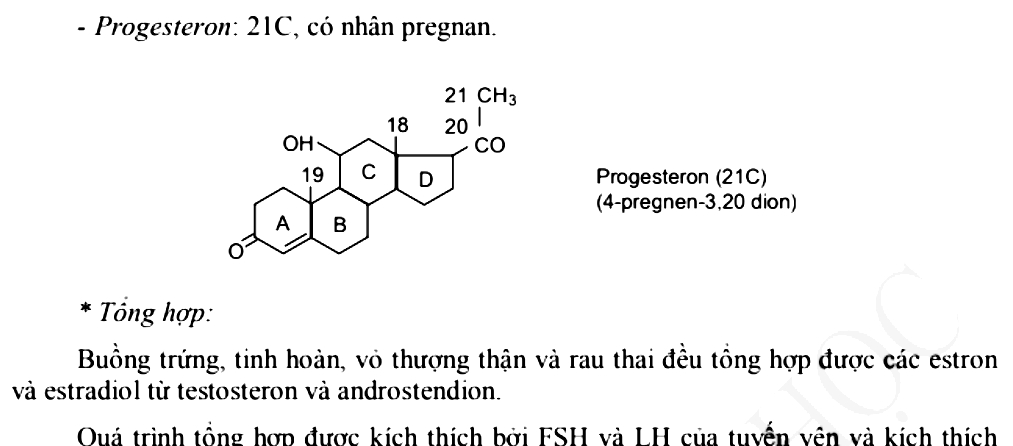 - Progesteron: 21C, có nhân pregnan.
21 CH₃
18 20
OH CO
19 C D
A B
O
Progesteron (21C)
(4-pregnen-3,20 dion)
* Tổng hợp:
Buồng trứng, tinh hoàn, vỏ thượng thận và rau thai đều tổng hợp được các estron
và estradiol từ testosteron và androstendion.
Quá trình tổng hợp được kích thích bởi FSH và LH của tuyến yên và kích thích
HỌC